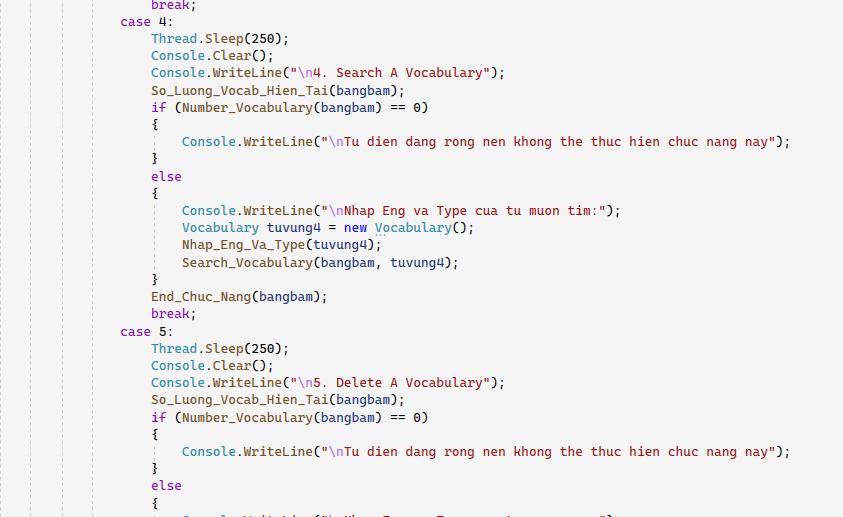 break;
case 4:
Thread.Sleep(250);
Console.Clear();
Console.WriteLine("\n4. Search A Vocabulary");
So_Luong_Vocab_Hien_Tai(bangbam);
if (Number_Vocabulary(bangbam) == 0)
{
Console.WriteLine("\nTu dien dang rong nen khong the thuc hien chuc nang nay");
}
else
{
Console.WriteLine("\nNhap Eng va Type cua tu muon tim:");
Vocabulary tuvung4 = new Vocabulary();
Nhap_Eng_Va_Type(tuvung4);
Search_Vocabulary(bangbam, tuvung4);
}
End_Chuc_Nang(bangbam);
break;
case 5:
Thread.Sleep(250);
Console.Clear();
Console.WriteLine("\n5. Delete A Vocabulary");
So_Luong_Vocab_Hien_Tai(bangbam);
if (Number_Vocabulary(bangbam) == 0)
{
Console.WriteLine("\nTu dien dang rong nen khong the thuc hien chuc nang nay");
}
else
{